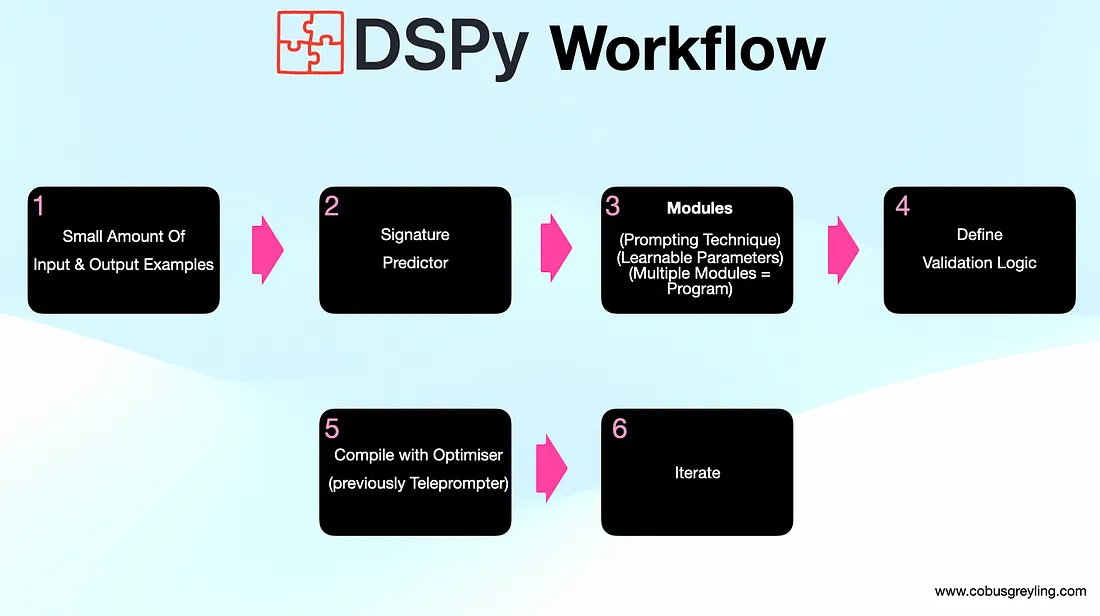 DSPy Workflow
1
Small Amount Of
Input & Output Examples
2
Signature
Predictor
3
Modules
(Prompting Technique)
(Learnable Parameters)
(Multiple Modules =
Program)
4
Define
Validation Logic
5
Compile with Optimiser
(previously Teleprompter)
6
Iterate
www.cobusgreyling.com